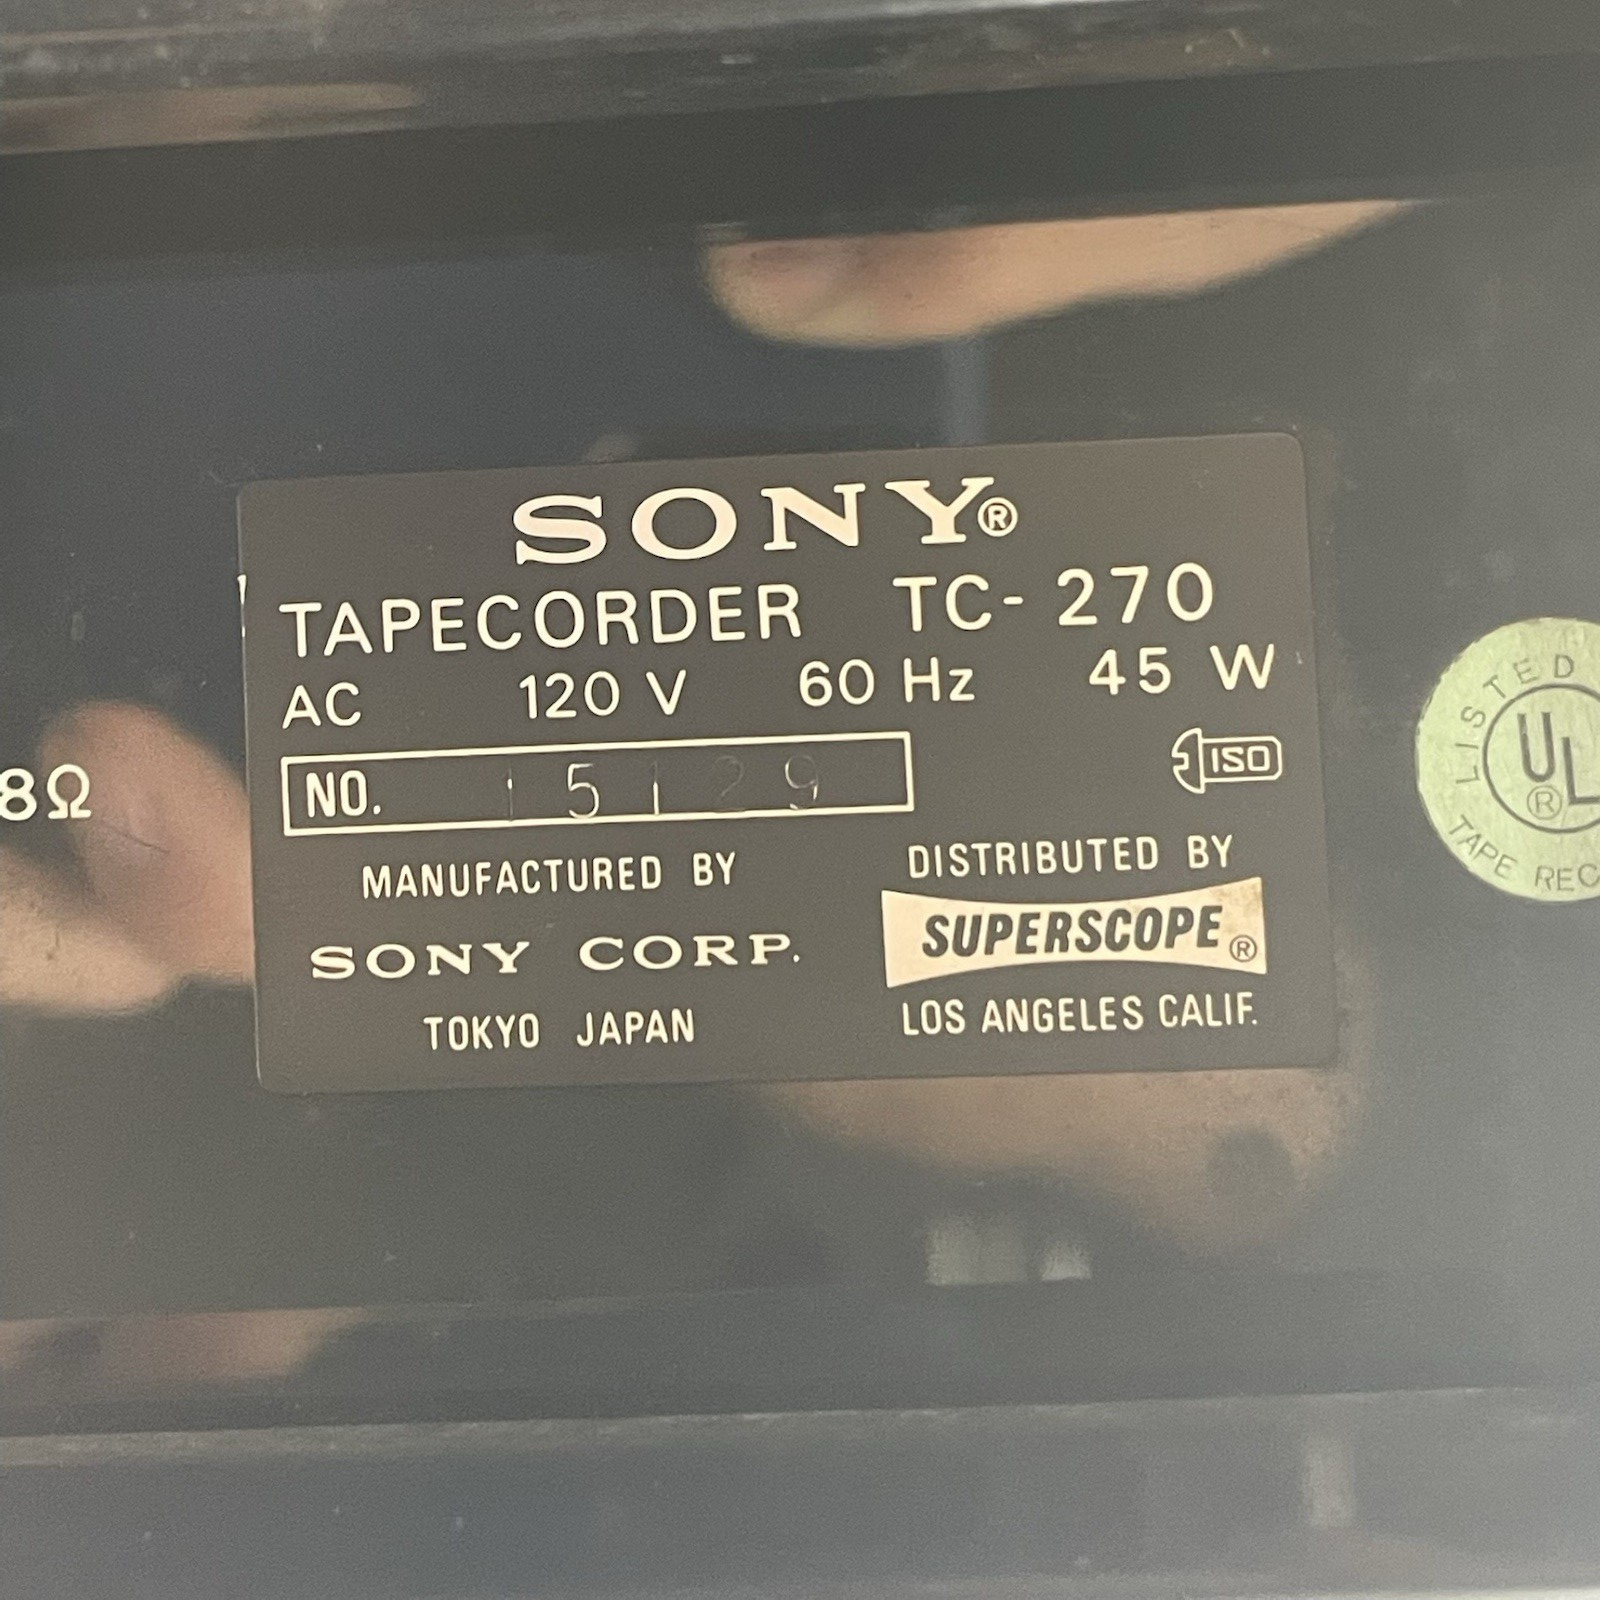 SONY®
TAPECORDER TC-270
AC 120 V 60 Hz 45 W
8Ω
NO. 15129
ISO
MANUFACTURED BY
SONY CORP.
TOKYO JAPAN
DISTRIBUTED BY
SUPERSCOPE®
LOS ANGELES CALIF.
LISTED
UL®
TAPE REC